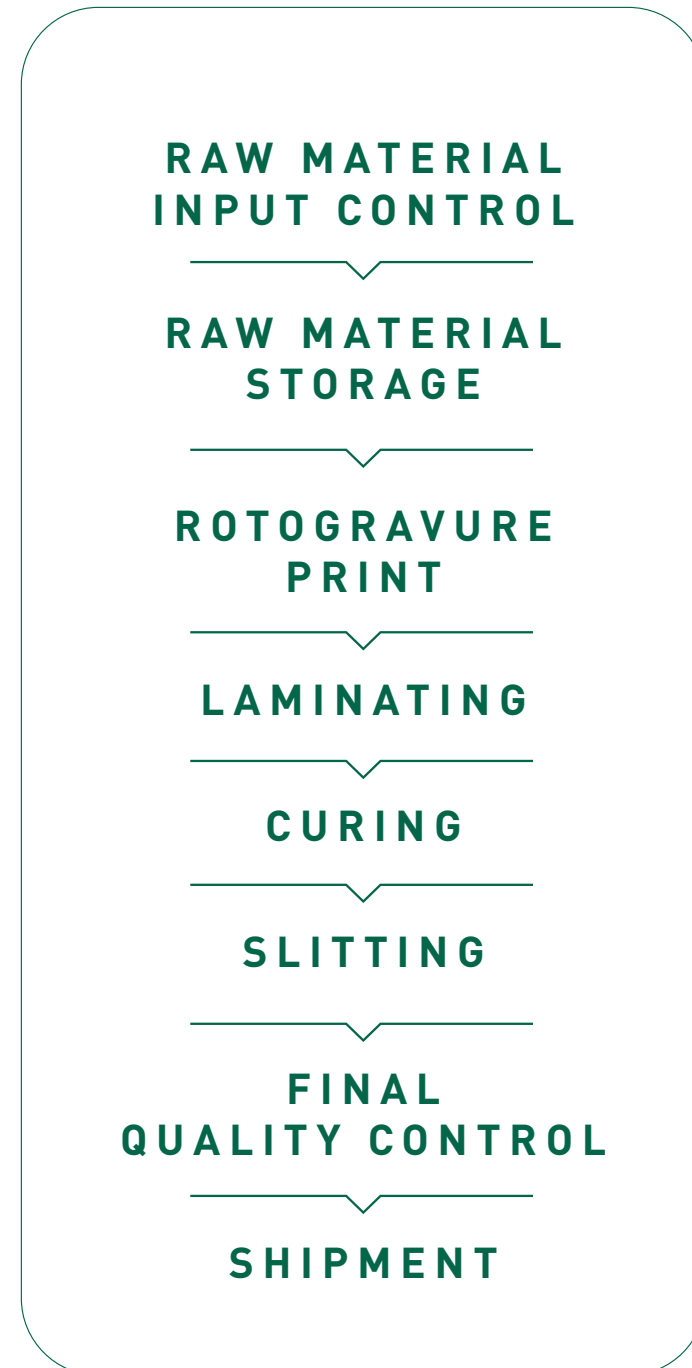 RAW MATERIAL
INPUT CONTROL
RAW MATERIAL
STORAGE
ROTOGRAVURE
PRINT
LAMINATING
CURING
SLITTING
FINAL
QUALITY CONTROL
SHIPMENT